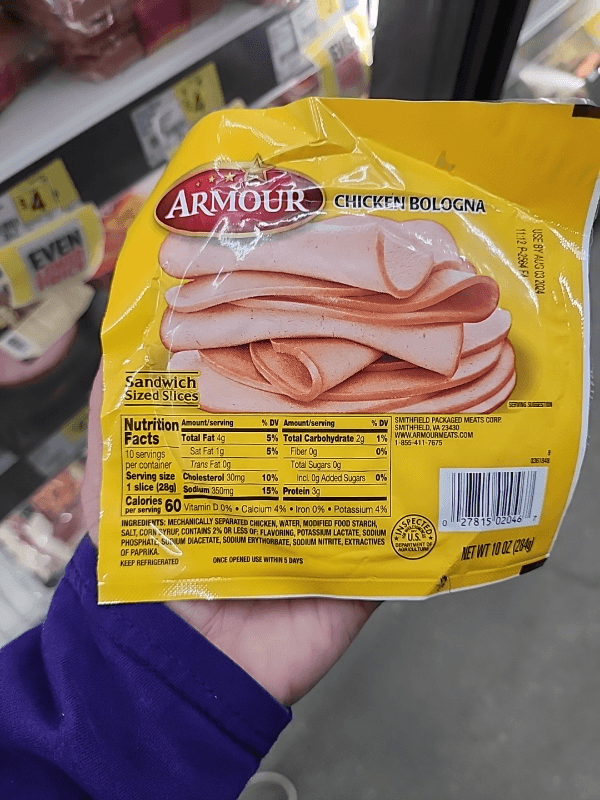 $4
EVEN
ARMOUR
CHICKEN BOLOGNA
USE BY AUG 03 2024
Sandwich
Sized Slices
SERVING SUGGESTION
Nutrition
Facts
10 servings
per container
Serving size
1 slice (28g)
Calories
per serving 60
Amount/serving % DV
Total Fat 4g 5%
Sat Fat 1g 5%
Trans Fat 0g
Cholesterol 30mg 10%
Sodium 350mg 15%
Amount/serving % DV
Total Carbohydrate 2g 1%
Fiber 0g 0%
Total Sugars 0g
Incl. 0g Added Sugars 0%
Protein 3g
Vitamin D 0% • Calcium 4% • Iron 0% • Potassium 4%
SMITHFIELD PACKAGED MEATS CORP.
SMITHFIELD, VA 23430
WWW.ARMOURMEATS.COM
1-855-411-7675
INGREDIENTS: MECHANICALLY SEPARATED CHICKEN, WATER, MODIFIED FOOD STARCH,
SALT, CORN SYRUP, CONTAINS 2% OR LESS OF: FLAVORING, POTASSIUM LACTATE, SODIUM
PHOSPHATE, SODIUM DIACETATE, SODIUM ERYTHORBATE, SODIUM NITRITE, EXTRACTIVES
OF PAPRIKA.
KEEP REFRIGERATED
ONCE OPENED USE WITHIN 5 DAYS
INSPECTED
U.S.
DEPARTMENT OF
AGRICULTURE
0 27815 02046 7
NET WT 10 OZ (284g)